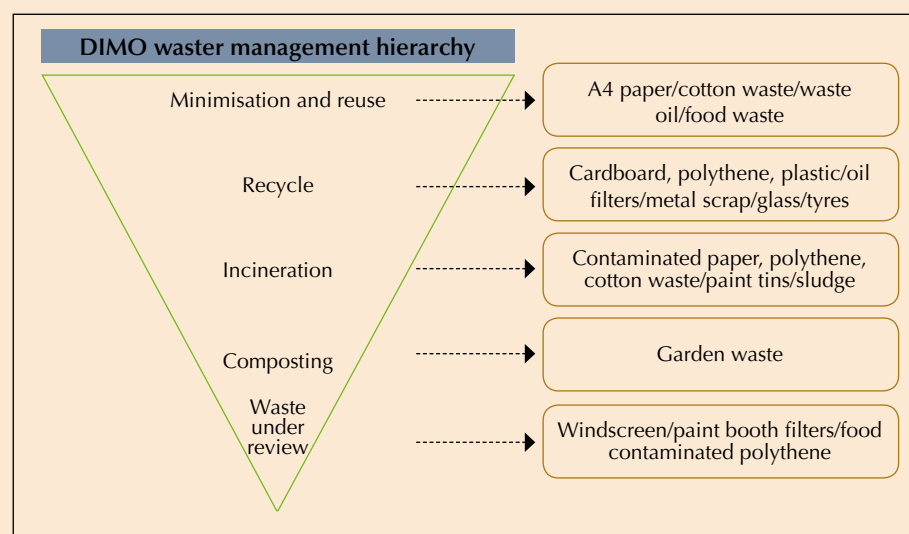 DIMO waster management hierarchy
Minimisation and reuse
A4 paper/cotton waste/waste
oil/food waste
Recycle
Cardboard, polythene, plastic/oil
filters/metal scrap/glass/tyres
Incineration
Contaminated paper, polythene,
cotton waste/paint tins/sludge
Composting
Garden waste
Waste
under
review
Windscreen/paint booth filters/food
contaminated polythene